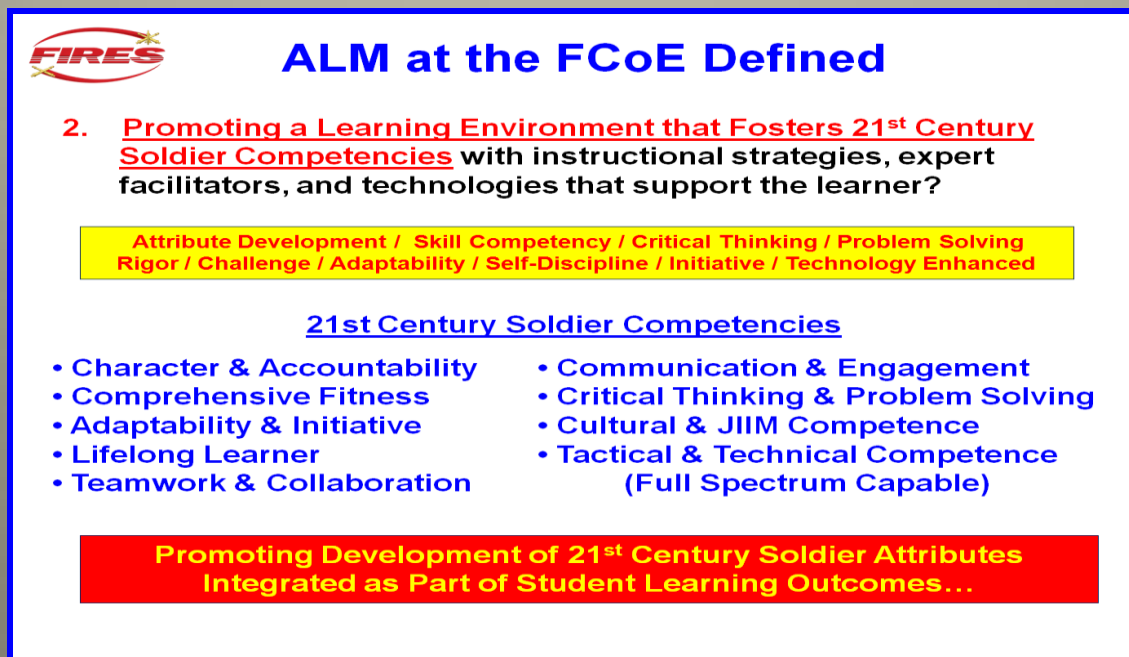 FIRES
ALM at the FCoE Defined
2. Promoting a Learning Environment that Fosters 21st Century
Soldier Competencies with instructional strategies, expert
facilitators, and technologies that support the learner?
Attribute Development / Skill Competency / Critical Thinking / Problem Solving
Rigor / Challenge / Adaptability / Self-Discipline / Initiative / Technology Enhanced
21st Century Soldier Competencies
• Character & Accountability
• Comprehensive Fitness
• Adaptability & Initiative
• Lifelong Learner
• Teamwork & Collaboration
• Communication & Engagement
• Critical Thinking & Problem Solving
• Cultural & JIIM Competence
• Tactical & Technical Competence
(Full Spectrum Capable)
Promoting Development of 21st Century Soldier Attributes
Integrated as Part of Student Learning Outcomes…